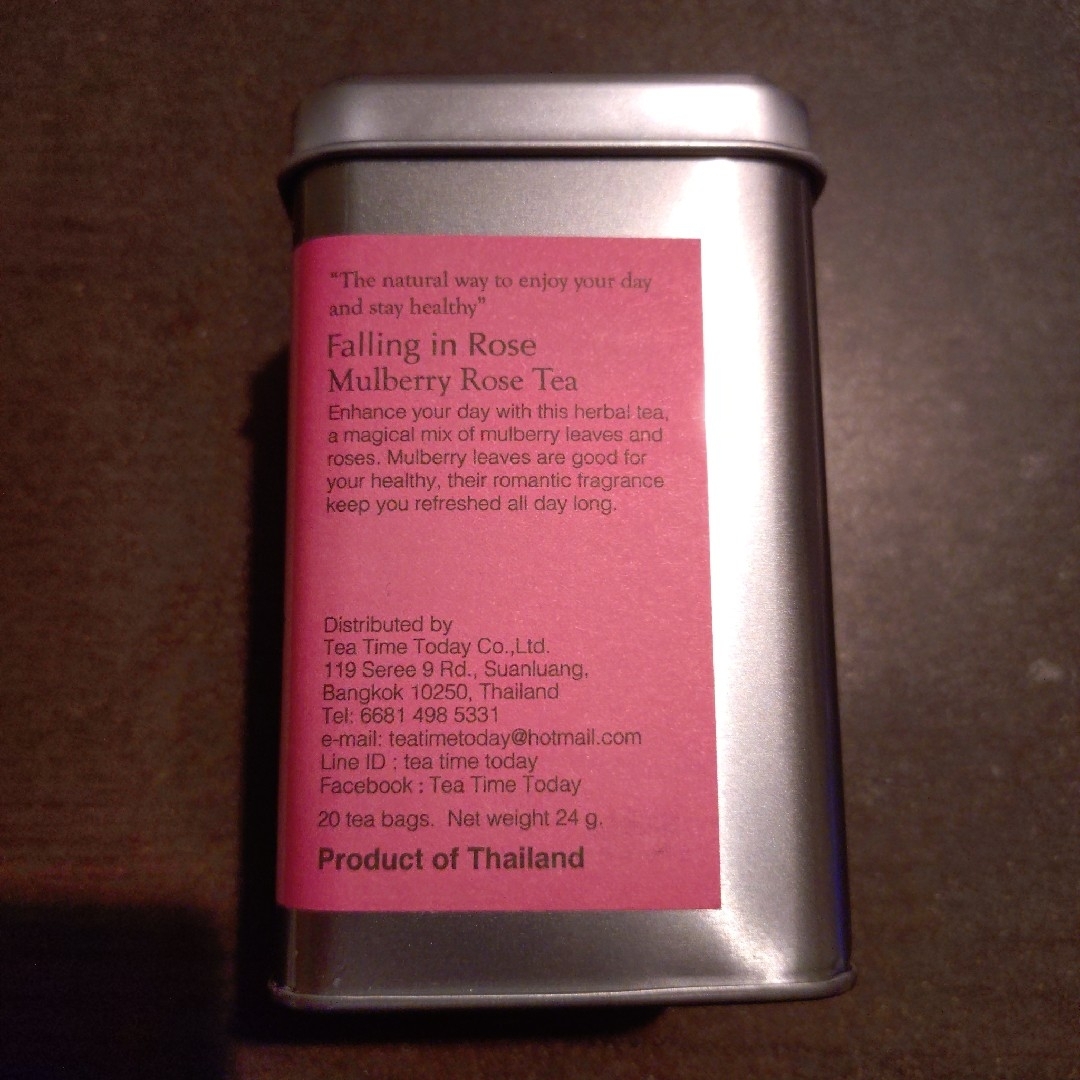 “The natural way to enjoy your day
and stay healthy”
Falling in Rose
Mulberry Rose Tea
Enhance your day with this herbal tea,
a magical mix of mulberry leaves and
roses. Mulberry leaves are good for
your healthy, their romantic fragrance
keep you refreshed all day long.
Distributed by
Tea Time Today Co.,Ltd.
119 Seree 9 Rd., Suanluang,
Bangkok 10250, Thailand
Tel: 6681 498 5331
e-mail: teatimetoday@hotmail.com
Line ID : tea time today
Facebook : Tea Time Today
20 tea bags. Net weight 24 g.
Product of Thailand